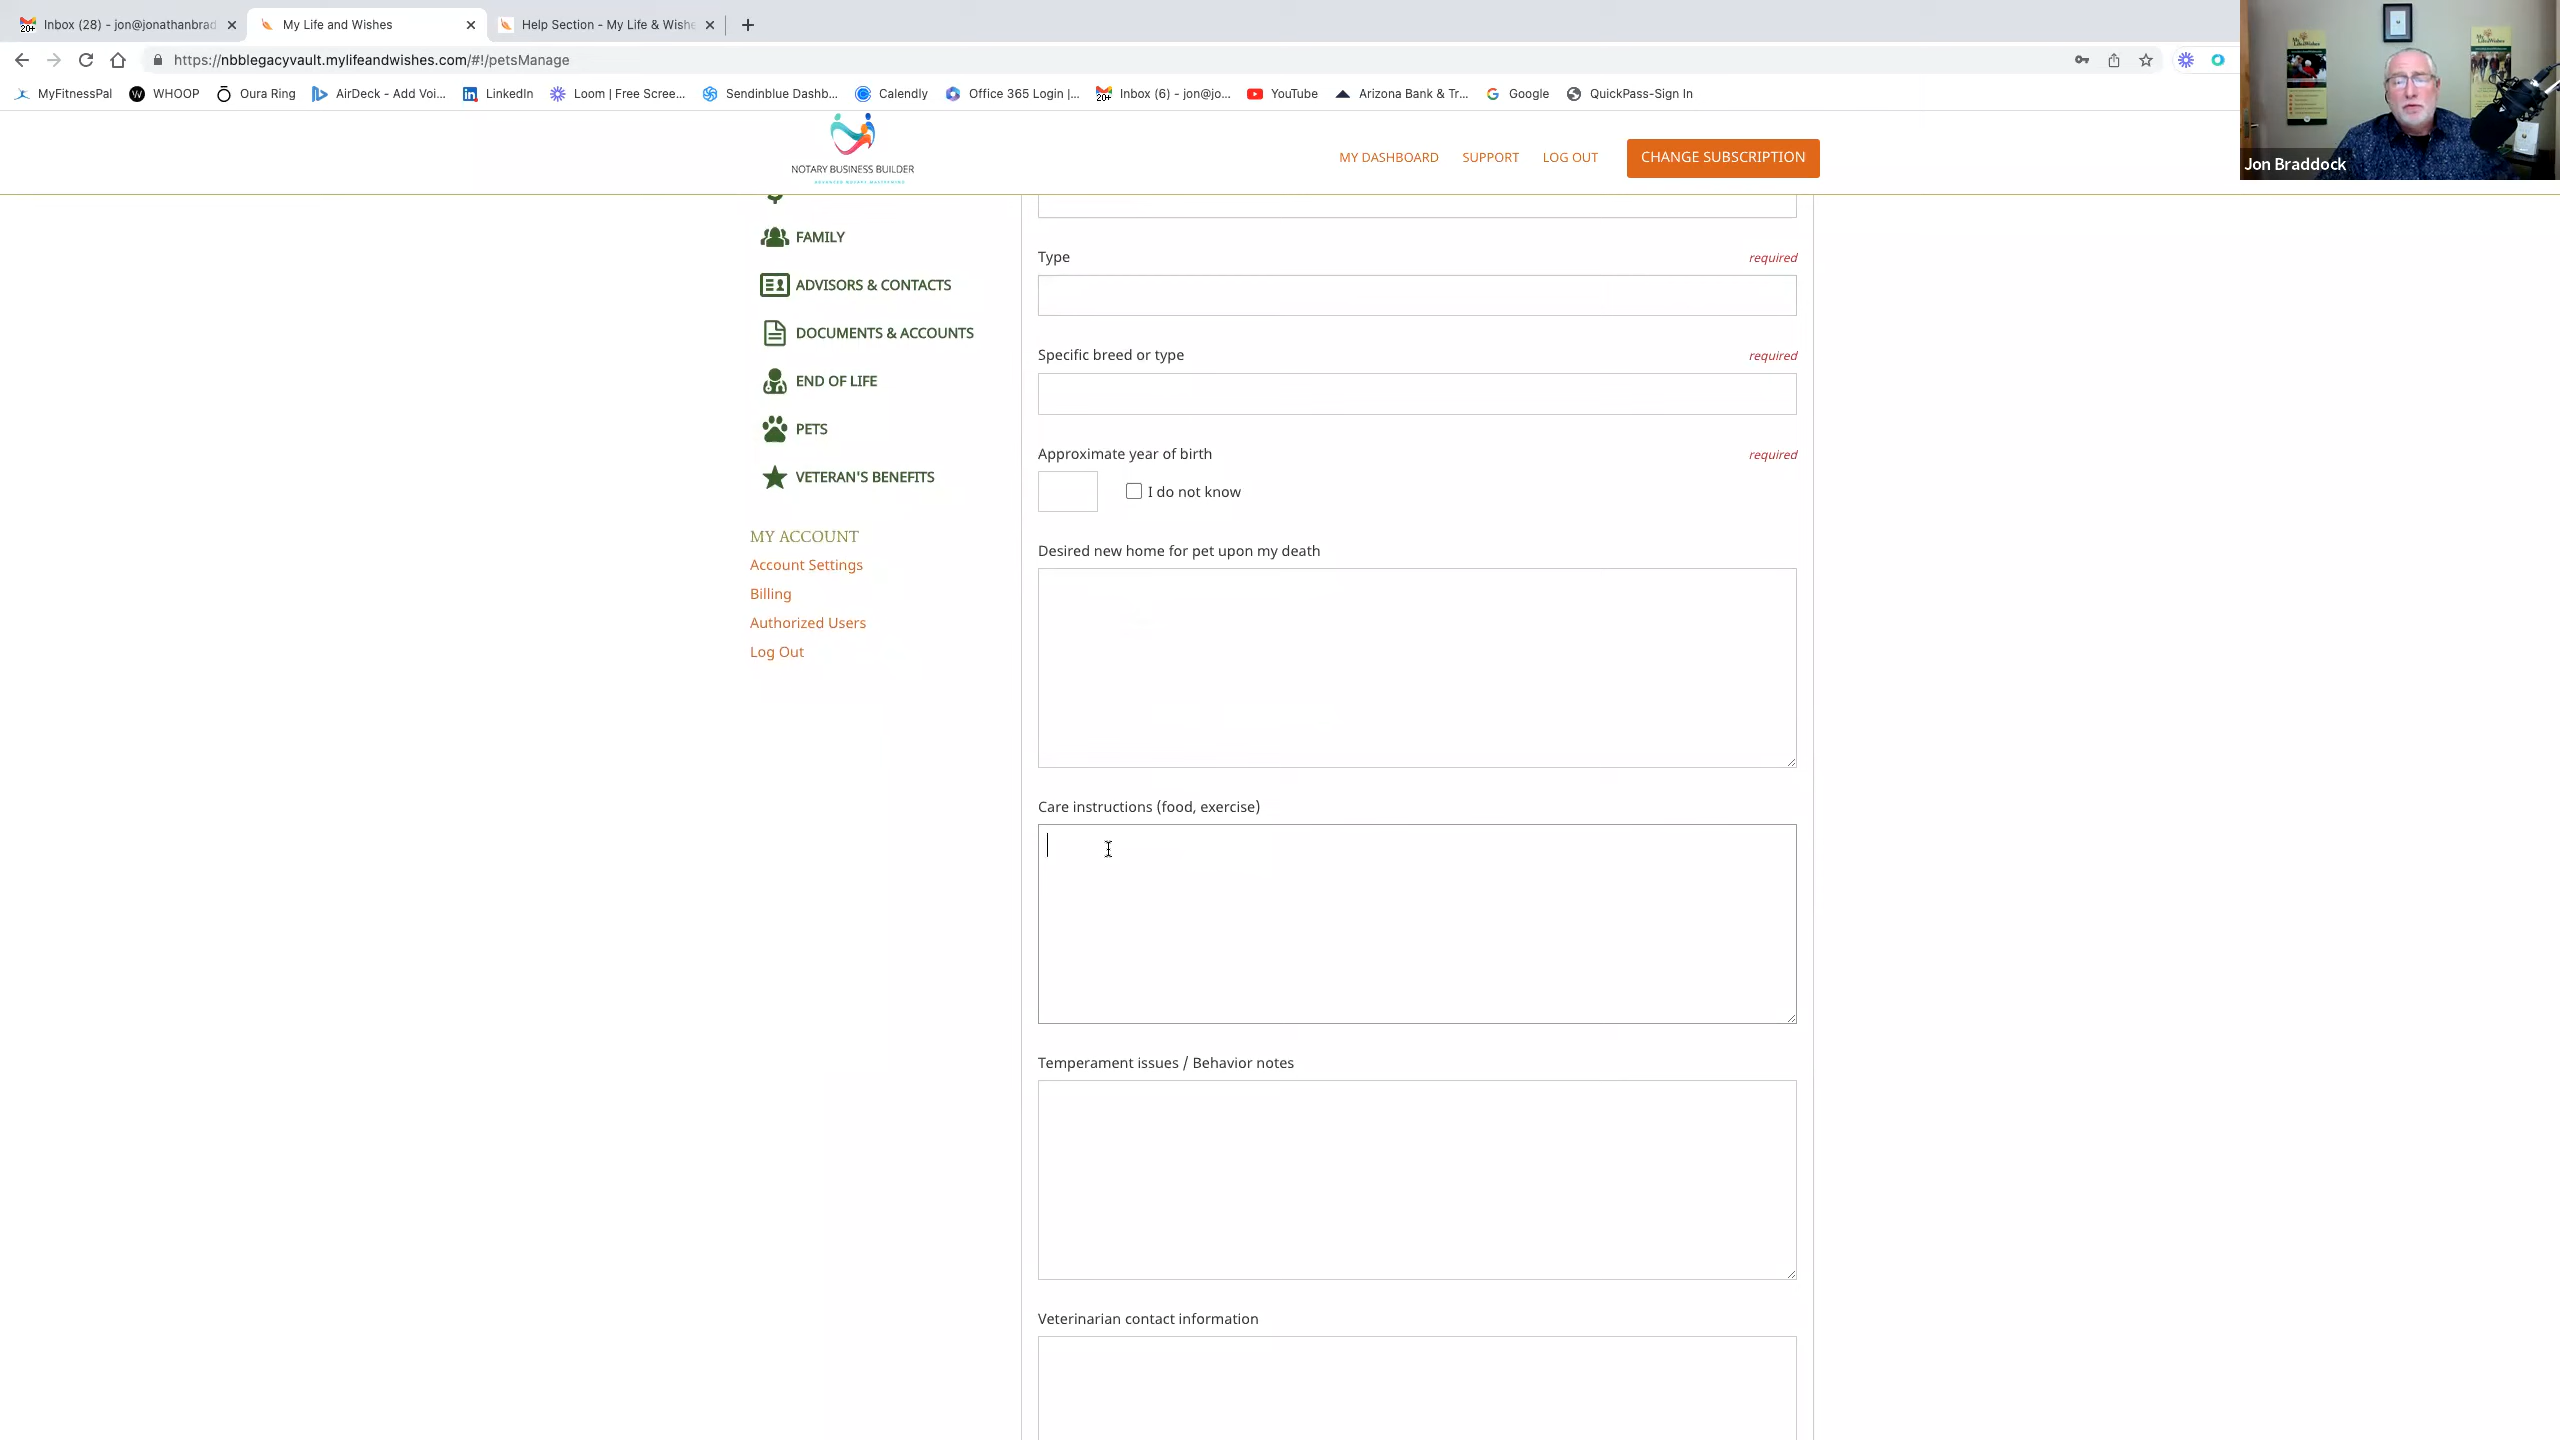 Inbox (28) - jon@jonathanbrad
My Life and Wishes
Help Section - My Life & Wishe
https://nbblegacyvault.mylifeandwishes.com/#!/petsManage
MyFitnessPal
WHOOP
Oura Ring
AirDeck - Add Voi...
LinkedIn
Loom | Free Scree...
Sendinblue Dashb...
Calendly
Office 365 Login |...
Inbox (6) - jon@jo...
YouTube
Arizona Bank & Tr...
Google
QuickPass-Sign In
NOTARY BUSINESS BUILDER
MY DASHBOARD
SUPPORT
LOG OUT
CHANGE SUBSCRIPTION
Jon Braddock
FAMILY
ADVISORS & CONTACTS
DOCUMENTS & ACCOUNTS
END OF LIFE
PETS
VETERAN'S BENEFITS
MY ACCOUNT
Account Settings
Billing
Authorized Users
Log Out
Type required
Specific breed or type required
Approximate year of birth required
I do not know
Desired new home for pet upon my death
Care instructions (food, exercise)
Temperament issues / Behavior notes
Veterinarian contact information